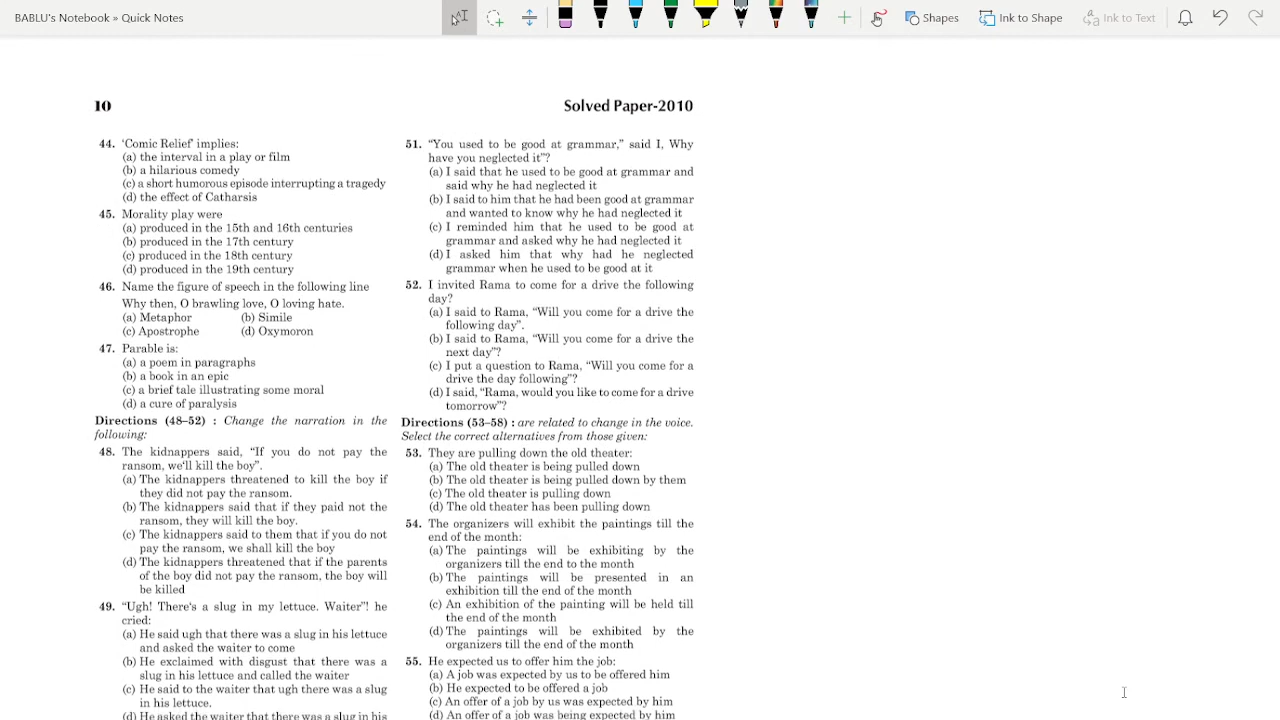 BABLU's Notebook » Quick Notes
Shapes
Ink to Shape
Ink to Text
10
Solved Paper-2010
44. 'Comic Relief' implies:
(a) the interval in a play or film
(b) a hilarious comedy
(c) a short humorous episode interrupting a tragedy
(d) the effect of Catharsis
45. Morality play were
(a) produced in the 15th and 16th centuries
(b) produced in the 17th century
(c) produced in the 18th century
(d) produced in the 19th century
46. Name the figure of speech in the following line
Why then, O brawling love, O loving hate.
(a) Metaphor (b) Simile
(c) Apostrophe (d) Oxymoron
47. Parable is:
(a) a poem in paragraphs
(b) a book in an epic
(c) a brief tale illustrating some moral
(d) a cure of paralysis
Directions (48–52) : Change the narration in the
following:
48. The kidnappers said, "If you do not pay the
ransom, we'll kill the boy".
(a) The kidnappers threatened to kill the boy if
they did not pay the ransom.
(b) The kidnappers said that if they paid not the
ransom, they will kill the boy.
(c) The kidnappers said to them that if you do not
pay the ransom, we shall kill the boy
(d) The kidnappers threatened that if the parents
of the boy did not pay the ransom, the boy will
be killed
49. "Ugh! There's a slug in my lettuce. Waiter"! he
cried:
(a) He said ugh that there was a slug in his lettuce
and asked the waiter to come
(b) He exclaimed with disgust that there was a
slug in his lettuce and called the waiter
(c) He said to the waiter that ugh there was a slug
in his lettuce.
(d) He asked the waiter that there was a slug in his
51. "You used to be good at grammar," said I, Why
have you neglected it"?
(a) I said that he used to be good at grammar and
said why he had neglected it
(b) I said to him that he had been good at grammar
and wanted to know why he had neglected it
(c) I reminded him that he used to be good at
grammar and asked why he had neglected it
(d) I asked him that why had he neglected
grammar when he used to be good at it
52. I invited Rama to come for a drive the following
day?
(a) I said to Rama, "Will you come for a drive the
following day".
(b) I said to Rama, "Will you come for a drive the
next day"?
(c) I put a question to Rama, "Will you come for a
drive the day following"?
(d) I said, "Rama, would you like to come for a drive
tomorrow"?
Directions (53–58) : are related to change in the voice.
Select the correct alternatives from those given:
53. They are pulling down the old theater:
(a) The old theater is being pulled down
(b) The old theater is being pulled down by them
(c) The old theater is pulling down
(d) The old theater has been pulling down
54. The organizers will exhibit the paintings till the
end of the month:
(a) The paintings will be exhibiting by the
organizers till the end to the month
(b) The paintings will be presented in an
exhibition till the end of the month
(c) An exhibition of the painting will be held till
the end of the month
(d) The paintings will be exhibited by the
organizers till the end of the month
55. He expected us to offer him the job:
(a) A job was expected by us to be offered him
(b) He expected to be offered a job
(c) An offer of a job by us was expected by him
(d) An offer of a job was being expected by him